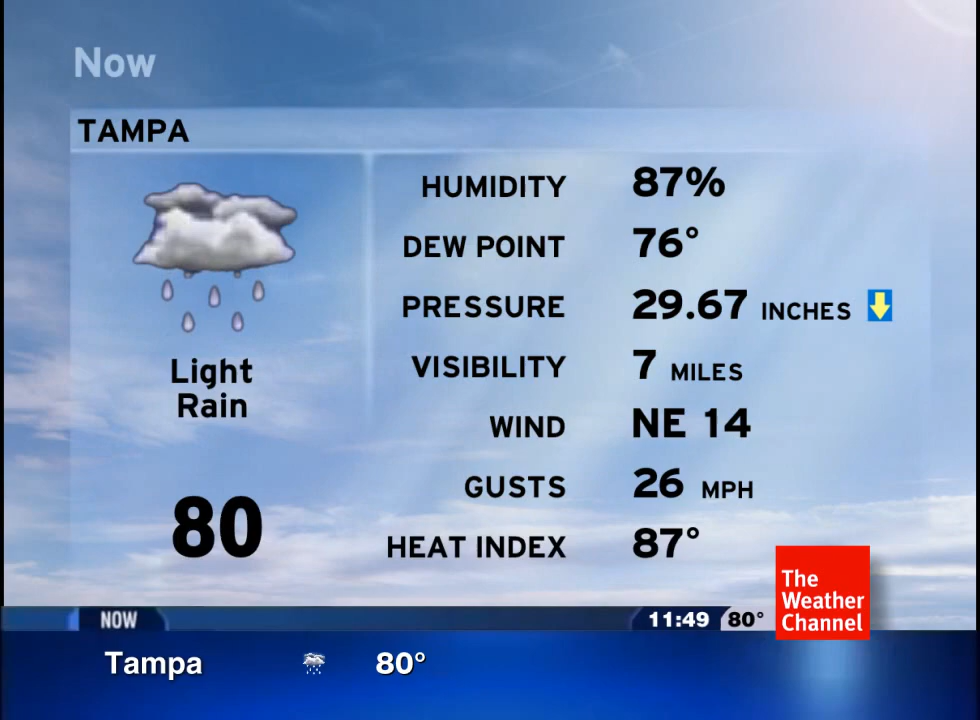 Now
TAMPA
Light
Rain
80
HUMIDITY 87%
DEW POINT 76°
PRESSURE 29.67 INCHES
VISIBILITY 7 MILES
WIND NE 14
GUSTS 26 MPH
HEAT INDEX 87°
The
Weather
Channel
NOW 11:49 80°
Tampa 80°